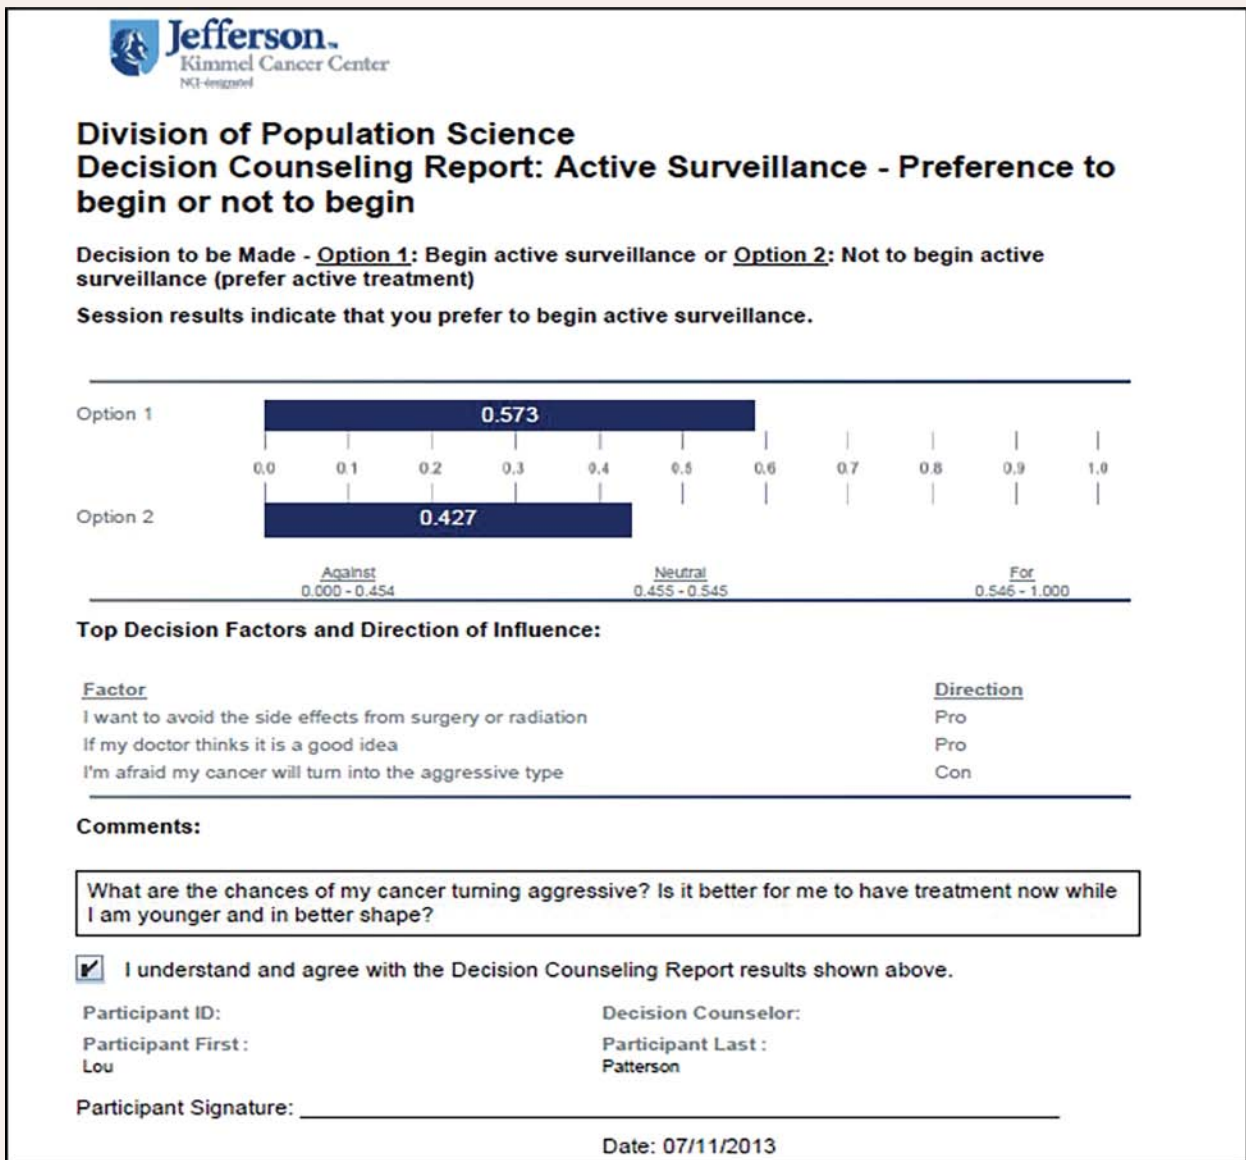 Jefferson™
Kimmel Cancer Center
NCI-designated
Division of Population Science
Decision Counseling Report: Active Surveillance - Preference to
begin or not to begin
Decision to be Made - Option 1: Begin active surveillance or Option 2: Not to begin active
surveillance (prefer active treatment)
Session results indicate that you prefer to begin active surveillance.
Option 1 0.573
0.0 0.1 0.2 0.3 0.4 0.5 0.6 0.7 0.8 0.9 1.0
Option 2 0.427
Against Neutral For
0.000 - 0.454 0.455 - 0.545 0.546 - 1.000
Top Decision Factors and Direction of Influence:
Factor Direction
I want to avoid the side effects from surgery or radiation Pro
If my doctor thinks it is a good idea Pro
I'm afraid my cancer will turn into the aggressive type Con
Comments:
What are the chances of my cancer turning aggressive? Is it better for me to have treatment now while
I am younger and in better shape?
I understand and agree with the Decision Counseling Report results shown above.
Participant ID: Decision Counselor:
Participant First : Participant Last :
Lou Patterson
Participant Signature:
Date: 07/11/2013